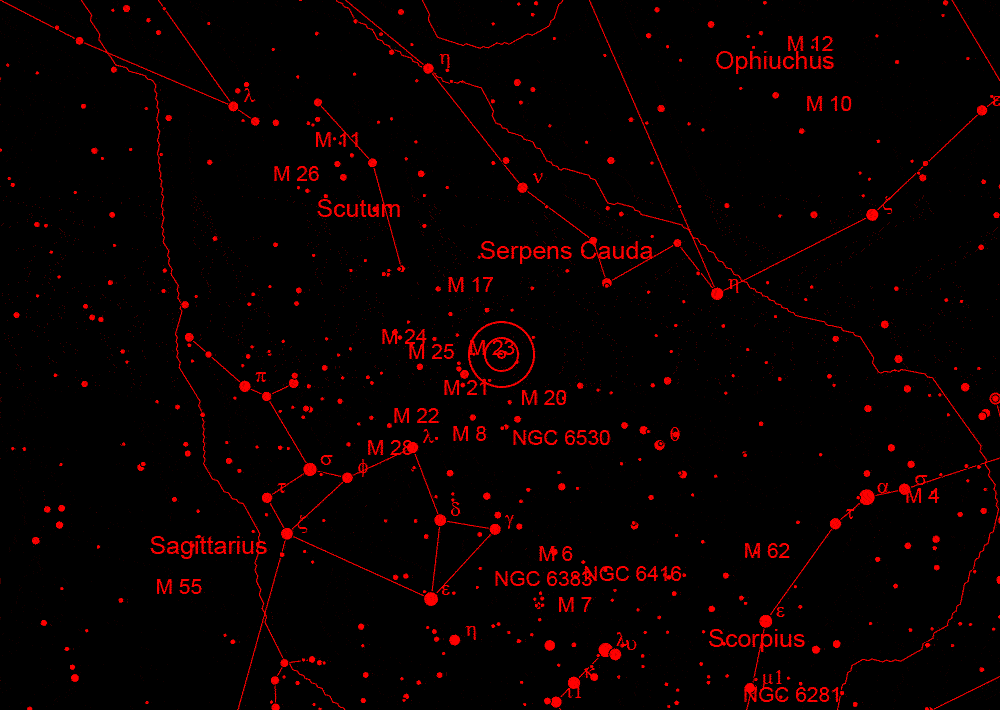 M 12
Ophiuchus
η
λ
M 10
ε
M 11
M 26
ν
Scutum
ζ
Serpens Cauda
M 17
η
M 24
M 25
M 23
π
M 21
M 20
M 22
M 8
NGC 6530
θ
M 28
λ
σ
φ
α
σ
M 4
τ
δ
γ
τ
ζ
Sagittarius
M 6
M 62
NGC 6383
NGC 6416
M 55
ε
M 7
ε
η
Scorpius
λ
υ
κ
μ1
ι1
NGC 6281